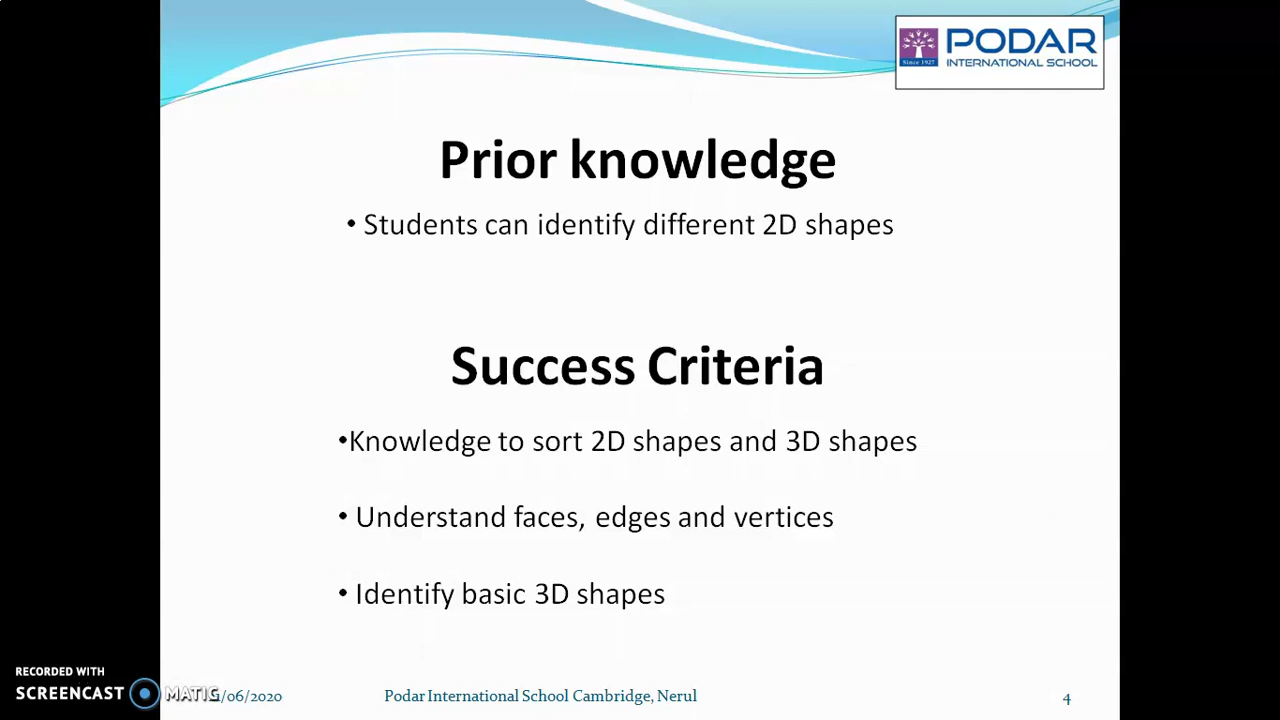 PODAR
INTERNATIONAL SCHOOL
Since 1927
Prior knowledge
• Students can identify different 2D shapes
Success Criteria
•Knowledge to sort 2D shapes and 3D shapes
• Understand faces, edges and vertices
• Identify basic 3D shapes
RECORDED WITH
SCREENCAST MATIC
/06/2020
Podar International School Cambridge, Nerul
4